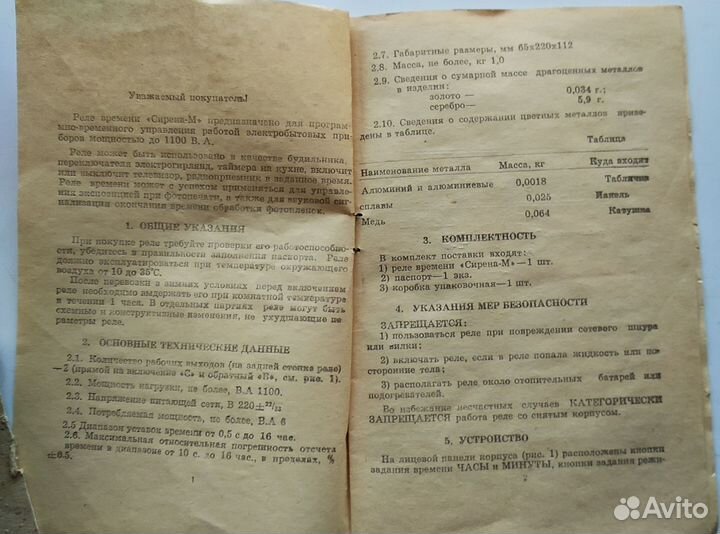 Уважаемый покупатель!
Реле времени «Сирена-М» предназначено для програм-
мно-временного управления работой электробытовых при-
боров мощностью до 1100 В. А.
Реле может быть использовано в качестве будильника,
переключателя электрогирлянд, таймера на кухне, включит
или выключит телевизор, радиоприемник в заданное время.
Реле времени может с успехом применяться для управле-
ния экспозицией при фотопечати, а также для звуковой сиг-
нализации окончания времени обработки фотопленок.
1. ОБЩИЕ УКАЗАНИЯ
При покупке реле требуйте проверки его работоспособно-
сти, убедитесь в правильности заполнения паспорта. Реле
должно эксплуатироваться при температуре окружающего
воздуха от 10 до 35°С.
После перевозки в зимних условиях перед включением
реле необходимо выдержать его при комнатной температуре
в течении 1 часа. В отдельных партиях реле могут быть
схемные и конструктивные изменения, не ухудшающие па-
раметры реле.
2. ОСНОВНЫЕ ТЕХНИЧЕСКИЕ ДАННЫЕ
2.1. Количество рабочих выходов (на задней стенке реле)
—2 (прямой на включение «С» и обратный «Е», см. рис. 1).
2.2. Мощность нагрузки, не более, В.А 1100.
2.3. Напряжение питающей сети, В 220±²²/₃₃
2.4. Потребляемая мощность, не более, В.А 6
2.5 Диапазон уставок времени от 0,5 с до 16 час.
2.6. Максимальная относительная погрешность отсчета
времени в диапазоне от 10 с. до 16 час., в пределах, %
±0.5.
1
2.7. Габаритные размеры, мм 65х220х112
2.8. Масса, не более, кг 1,0
2.9. Сведения о сумарной массе драгоценных металлов
в изделии:
золото — 0,034 г.;
серебро— 5,9 г.
2.10. Сведения о содержании цветных металлов приве-
дены в таблице.
Таблица
Наименование металла Масса, кг Куда входит
Алюминий и алюминиевые 0,0018 Табличка
сплавы 0,025 Панель
Медь 0,064 Катушка
3. КОМПЛЕКТНОСТЬ
В комплект поставки входят:
1) реле времени «Сирена-М»—1 шт.
2) паспорт—1 экз.
3) коробка упаковочная—1 шт.
4. УКАЗАНИЯ МЕР БЕЗОПАСНОСТИ
ЗАПРЕЩАЕТСЯ:
1) пользоваться реле при повреждении сетевого шнура
или вилки;
2) включать реле, если в реле попала жидкость или по-
сторонние тела;
3) располагать реле около отопительных батарей или
подогревателей.
Во избежание несчастных случаев КАТЕГОРИЧЕСКИ
ЗАПРЕЩАЕТСЯ работа реле со снятым корпусом.
5. УСТРОЙСТВО
На лицевой панели корпуса (рис. 1) расположены кнопки
задания времени ЧАСЫ и МИНУТЫ, кнопки задания режи-
2
Avito